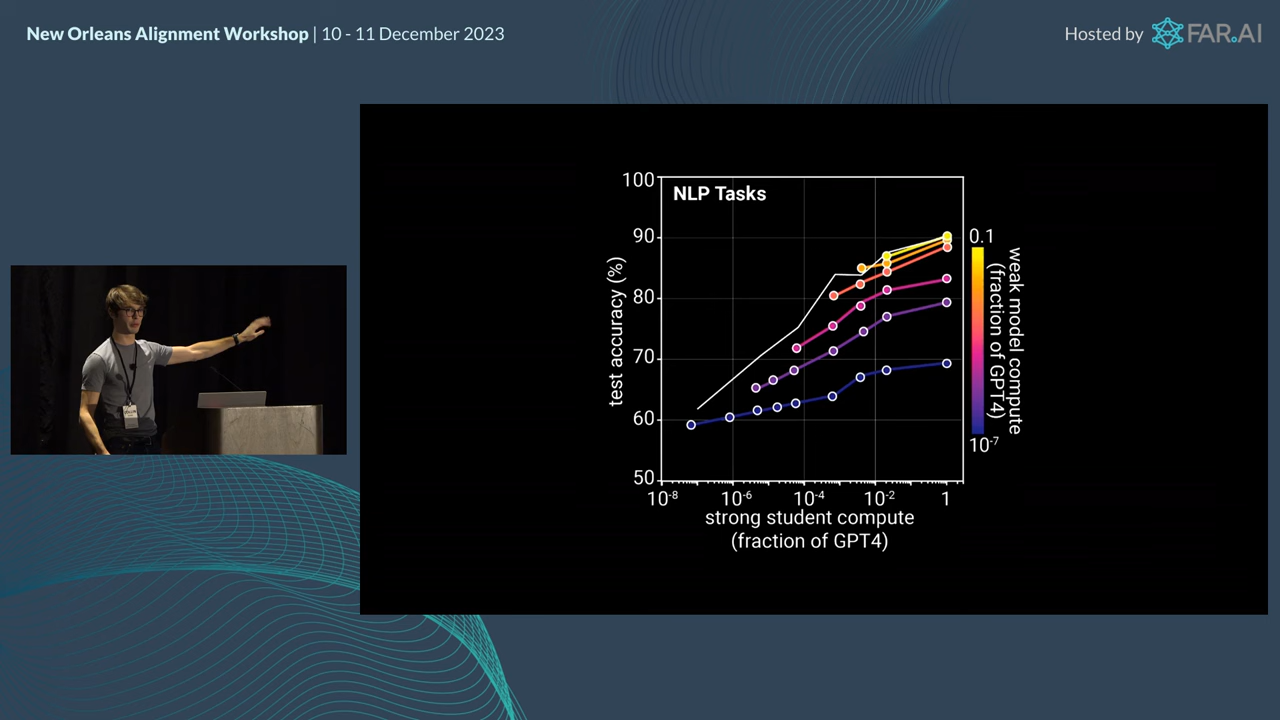 New Orleans Alignment Workshop | 10 - 11 December 2023
Hosted by FAR.AI
NLP Tasks
100
90
80
70
60
50
test accuracy (%)
10-8
10-6
10-4
10-2
1
strong student compute
(fraction of GPT4)
0.1
10-7
weak model compute
(fraction of GPT4)